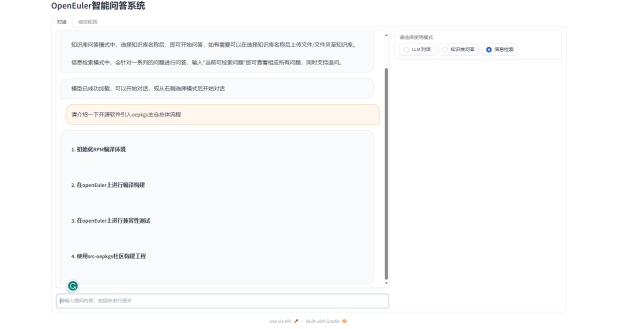 OpenEuler智能问答系统
对话
模型配置
请选择使用模式
LLM 对话
知识库问答
信息检索
知识库问答模式中，选择知识库名称后，即可开始问答，如有需要可以在选择知识库名称后上传文件/文件夹至知识库。
信息检索模式中，会针对一系列的问题进行问答，输入"当前可检索问题"即可查看相应所有问题，同时支持追问。
模型已成功加载，可以开始对话，或从右侧选择模式后开始对话
请介绍一下开源软件引入oepkgs主仓总体流程
1. 初始化RPM编译环境
2. 在openEuler上进行编译构建
3. 在openEuler上进行兼容性测试
4. 使用src-oepkgs社区构建工程
请输入提问内容，按回车进行提交
Use via API
Built with Gradio